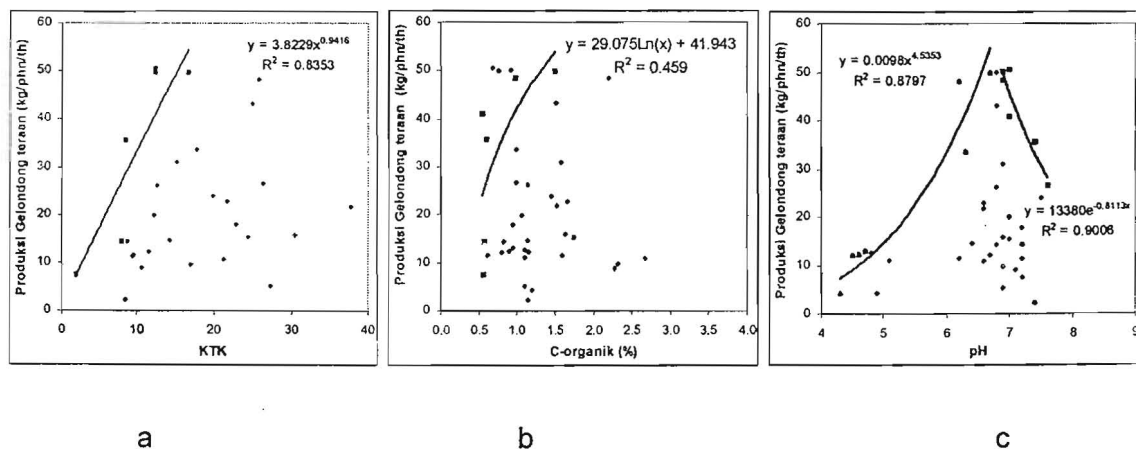 Produksi Gelondong teraan (kg/phn/th)
60
50
40
30
20
10
0
y = 3.8229x^0.9416
R² = 0.8353
0 10 20 30 40
KTK
Produksi Gelondong teraan (kg/phn/th)
60
50
40
30
20
10
0
y = 29.075Ln(x) + 41.943
R² = 0.459
0.0 0.5 1.0 1.5 2.0 2.5 3.0 3.5 4.0
C-organik (%)
Produksi Gelondong teraan (kg/phn/th)
60
50
40
30
20
10
0
y = 0.0098x^4.5353
R² = 0.8797
y = 13380e^-0.8113x
R² = 0.9006
4 5 6 7 8 9
pH
a b c